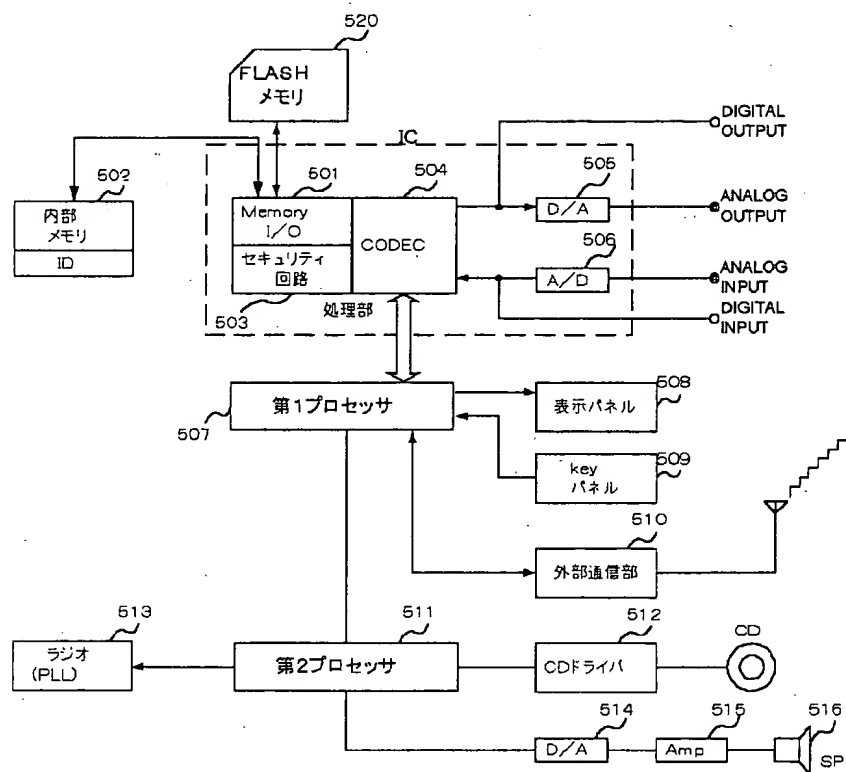 520
FLASH
メモリ
DIGITAL
OUTPUT
IC
502
内部
メモリ
ID
501
Memory
I/O
セキュリティ
回路
503
処理部
504
CODEC
505
D/A
ANALOG
OUTPUT
506
A/D
ANALOG
INPUT
DIGITAL
INPUT
第1プロセッサ
507
508
表示パネル
509
key
パネル
510
外部通信部
513
ラジオ
(PLL)
511
第2プロセッサ
512
CDドライバ
CD
514
D/A
515
Amp
516
SP